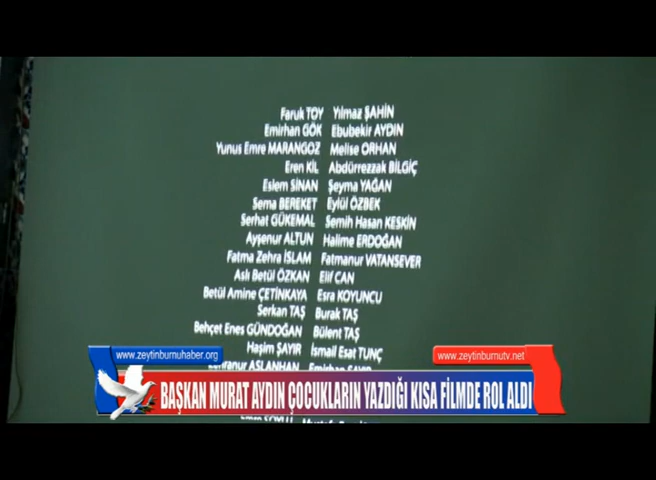 Faruk TOY Yılmaz ŞAHİN
Emirhan GÖK Ebubekir AYDIN
Yunus Emre MARANGOZ Melise ORHAN
Eren KİL Abdürrezzak BİLGİÇ
Eslem SİNAN Şeyma YAĞAN
Sema BEREKET Eylül ÖZBEK
Serhat GÜKEMAL Semih Hasan KESKİN
Ayşenur ALTUN Halime ERDOĞAN
Fatma Zehra İSLAM Fatmanur VATANSEVER
Aslı Betül ÖZKAN Elif CAN
Betül Amine ÇETİNKAYA Esra KOYUNCU
Serkan TAŞ Burak TAŞ
Behçet Enes GÜNDOĞAN Bülent TAŞ
Haşim ŞAYIR İsmail Esat TUNÇ
ASLANHAN
www.zeytinburnuhaber.org www.zeytinburnutv.net
BAŞKAN MURAT AYDIN ÇOCUKLARIN YAZDIĞI KISA FİLMDE ROL ALDI